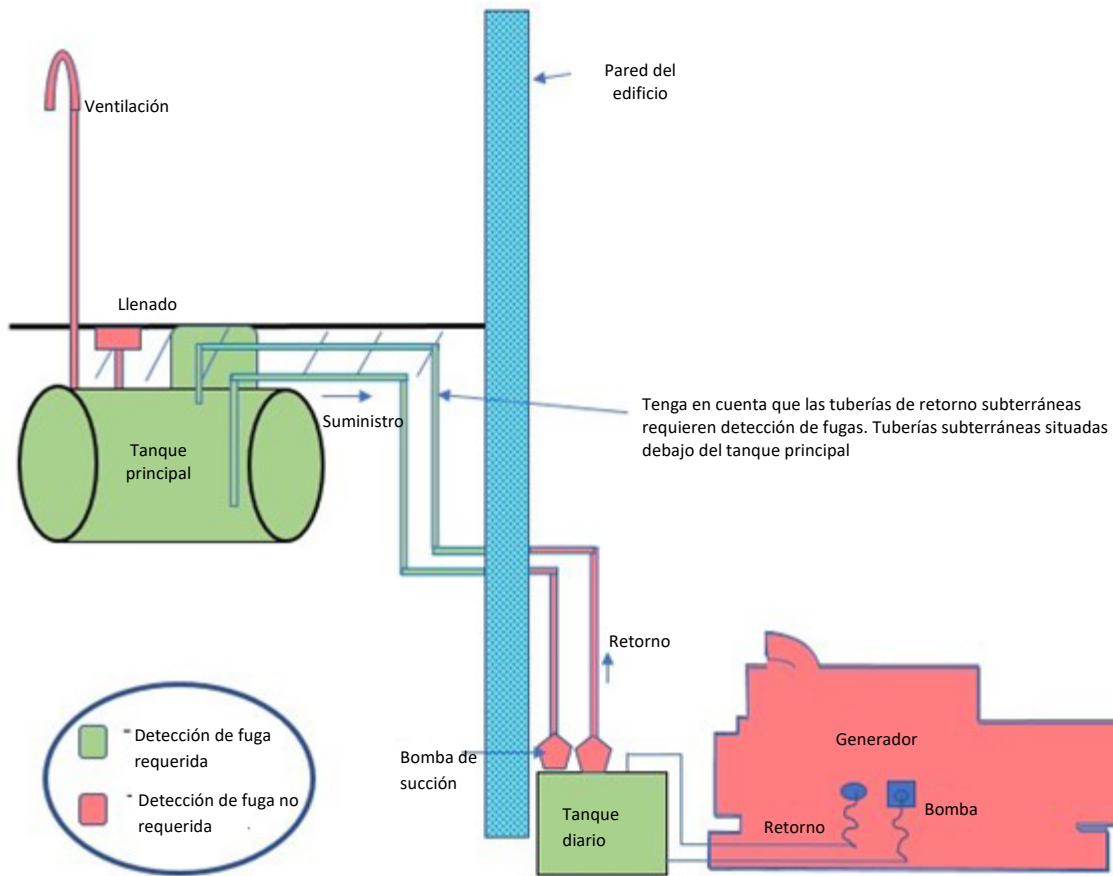 Pared del
edificio
Ventilación
Llenado
Suministro
Tenga en cuenta que las tuberías de retorno subterráneas
requieren detección de fugas. Tuberías subterráneas situadas
debajo del tanque principal
Tanque
principal
Retorno
Detección de fuga
requerida
Detección de fuga no
requerida
Bomba de
succión
Tanque
diario
Generador
Retorno
Bomba